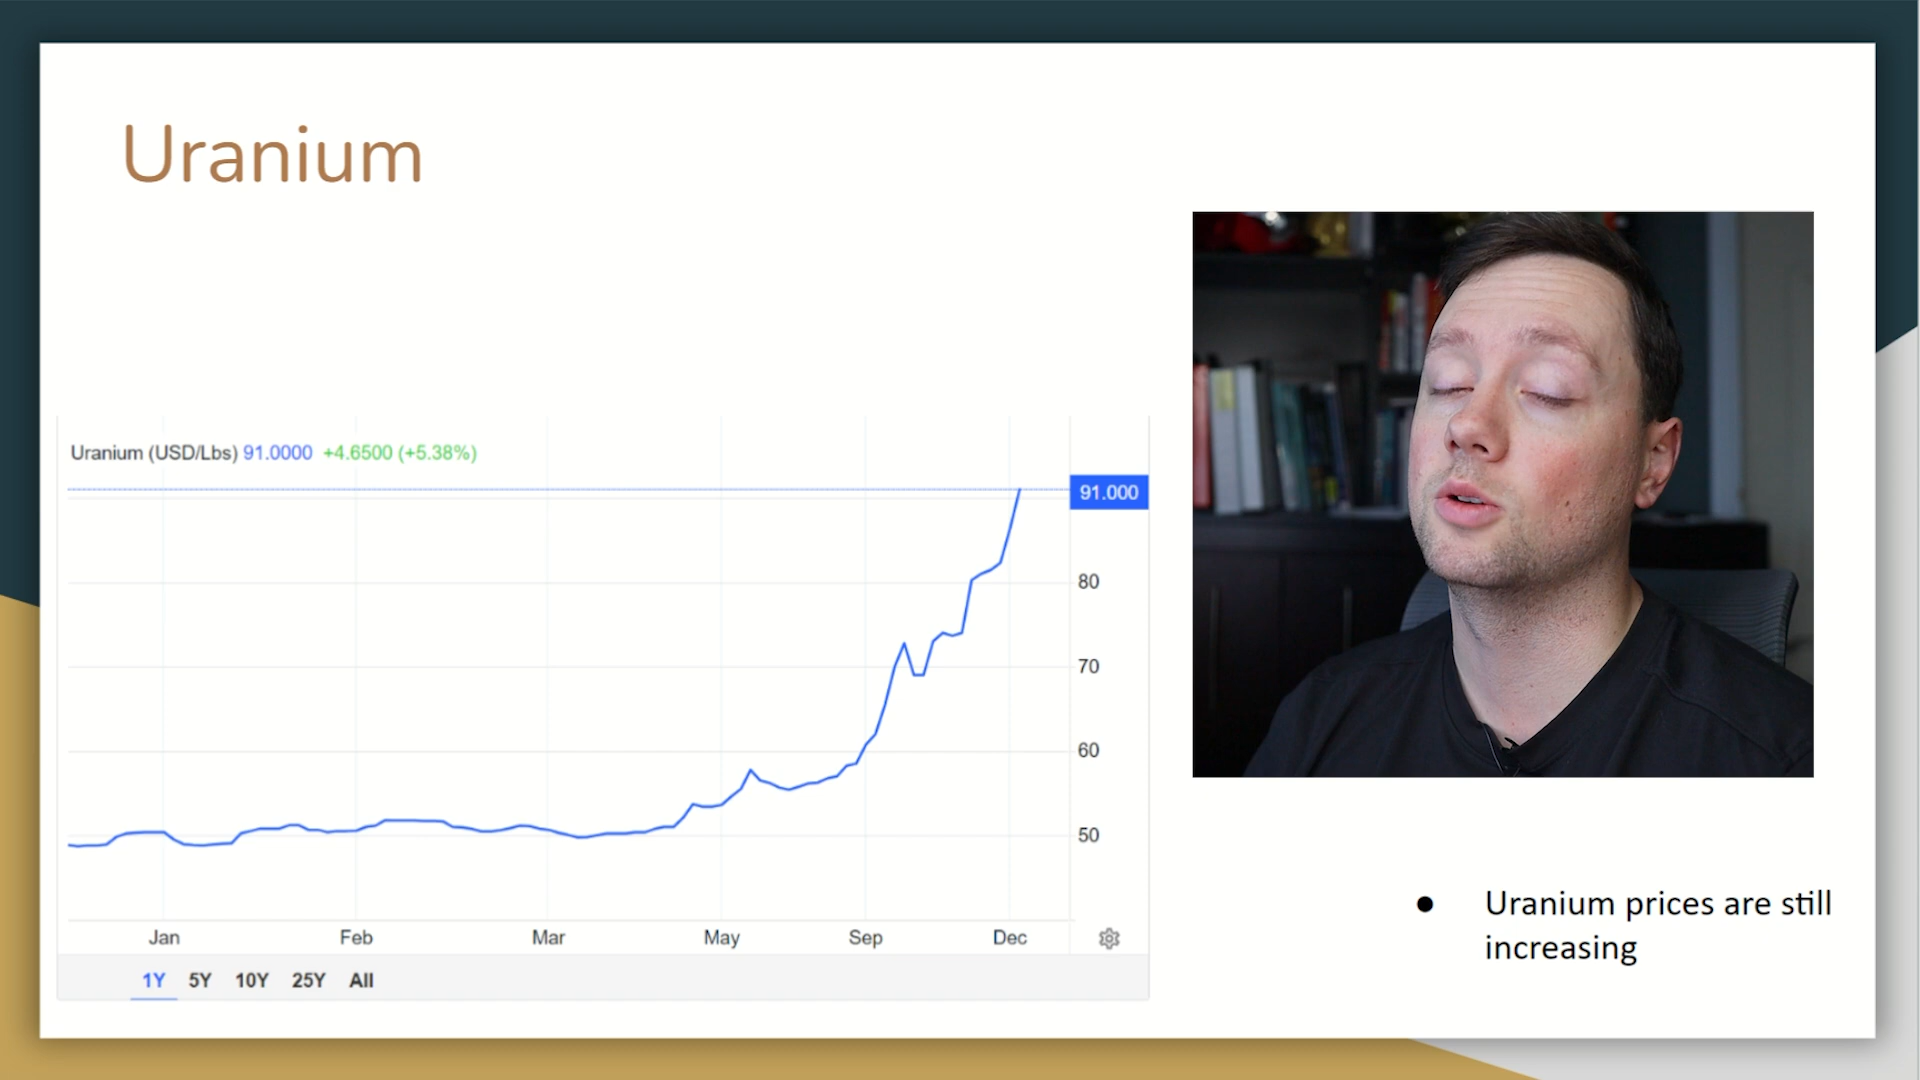 Uranium
Uranium (USD/Lbs) 91.0000 +4.6500 (+5.38%)
91.000
80
70
60
50
Jan Feb Mar May Sep Dec
1Y 5Y 10Y 25Y All
● Uranium prices are still
increasing